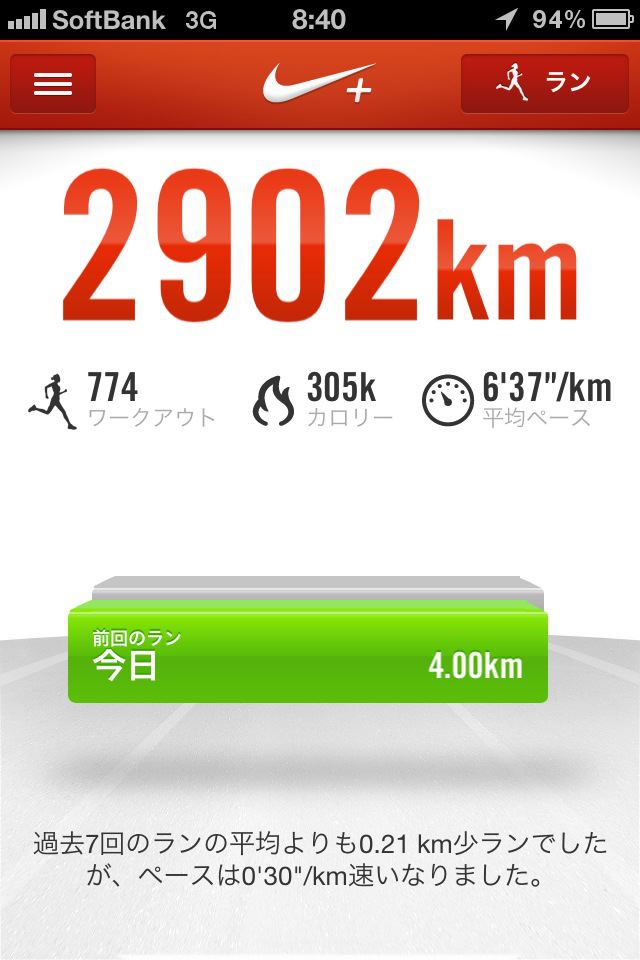 SoftBank 3G 8:40 94%
+ ラン
2902km
774 305k 6'37"/km
ワークアウト カロリー 平均ペース
前回のラン
今日 4.00km
過去7回のランの平均よりも0.21 km少ランでした
が、ペースは0'30"/km速いなりました。